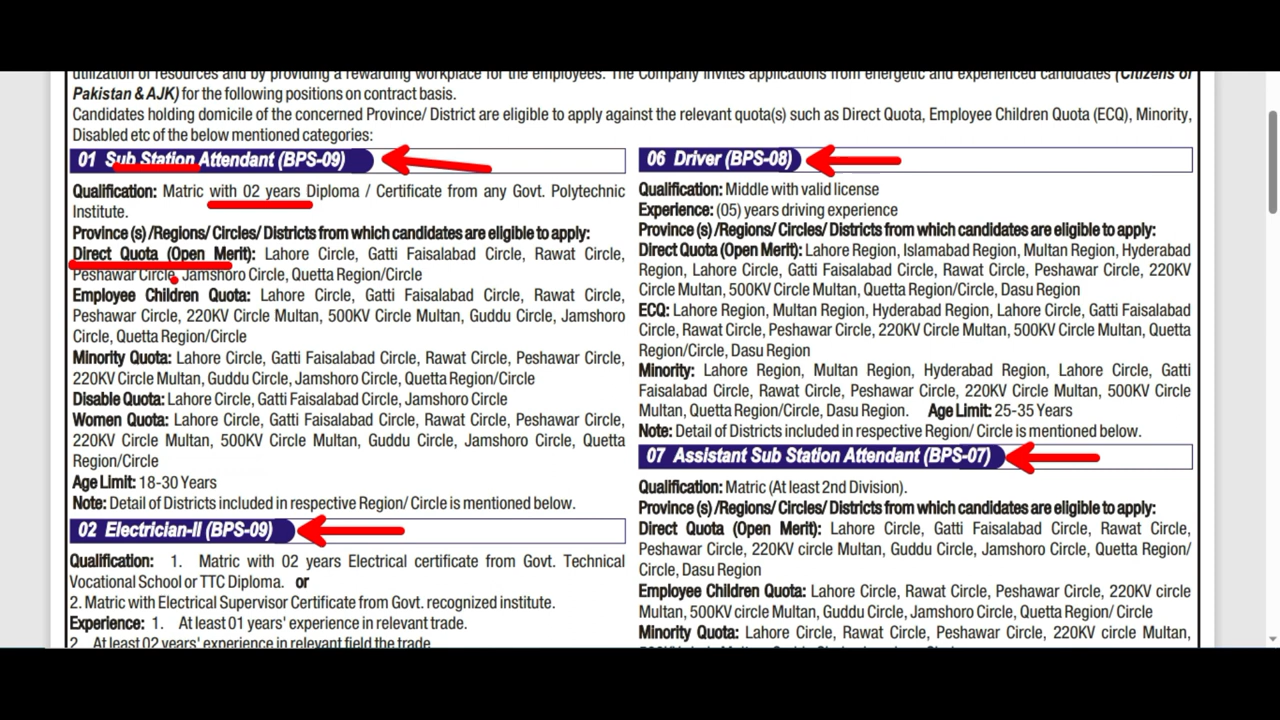 utilization of resources and by providing a rewarding workplace for the employees. The Company invites applications from energetic and experienced candidates (Citizens of
Pakistan & AJK) for the following positions on contract basis.
Candidates holding domicile of the concerned Province/ District are eligible to apply against the relevant quota(s) such as Direct Quota, Employee Children Quota (ECQ), Minority,
Disabled etc of the below mentioned categories:
01 Sub Station Attendant (BPS-09)
Qualification: Matric with 02 years Diploma / Certificate from any Govt. Polytechnic
Institute.
Province (s) /Regions/ Circles/ Districts from which candidates are eligible to apply:
Direct Quota (Open Merit): Lahore Circle, Gatti Faisalabad Circle, Rawat Circle,
Peshawar Circle, Jamshoro Circle, Quetta Region/Circle
Employee Children Quota: Lahore Circle, Gatti Faisalabad Circle, Rawat Circle,
Peshawar Circle, 220KV Circle Multan, 500KV Circle Multan, Guddu Circle, Jamshoro
Circle, Quetta Region/Circle
Minority Quota: Lahore Circle, Gatti Faisalabad Circle, Rawat Circle, Peshawar Circle,
220KV Circle Multan, Guddu Circle, Jamshoro Circle, Quetta Region/Circle
Disable Quota: Lahore Circle, Gatti Faisalabad Circle, Jamshoro Circle
Women Quota: Lahore Circle, Gatti Faisalabad Circle, Rawat Circle, Peshawar Circle,
220KV Circle Multan, 500KV Circle Multan, Guddu Circle, Jamshoro Circle, Quetta
Region/Circle
Age Limit: 18-30 Years
Note: Detail of Districts included in respective Region/ Circle is mentioned below.
02 Electrician-II (BPS-09)
Qualification: 1. Matric with 02 years Electrical certificate from Govt. Technical
Vocational School or TTC Diploma. or
2. Matric with Electrical Supervisor Certificate from Govt. recognized institute.
Experience: 1. At least 01 years' experience in relevant trade.
2. At least 02 years' experience in relevant field the trade
06 Driver (BPS-08)
Qualification: Middle with valid license
Experience: (05) years driving experience
Province (s) /Regions/ Circles/ Districts from which candidates are eligible to apply:
Direct Quota (Open Merit): Lahore Region, Islamabad Region, Multan Region, Hyderabad
Region, Lahore Circle, Gatti Faisalabad Circle, Rawat Circle, Peshawar Circle, 220KV
Circle Multan, 500KV Circle Multan, Quetta Region/Circle, Dasu Region
ECQ: Lahore Region, Multan Region, Hyderabad Region, Lahore Circle, Gatti Faisalabad
Circle, Rawat Circle, Peshawar Circle, 220KV Circle Multan, 500KV Circle Multan, Quetta
Region/Circle, Dasu Region
Minority: Lahore Region, Multan Region, Hyderabad Region, Lahore Circle, Gatti
Faisalabad Circle, Rawat Circle, Peshawar Circle, 220KV Circle Multan, 500KV Circle
Multan, Quetta Region/Circle, Dasu Region. Age Limit: 25-35 Years
Note: Detail of Districts included in respective Region/ Circle is mentioned below.
07 Assistant Sub Station Attendant (BPS-07)
Qualification: Matric (At least 2nd Division).
Province (s) /Regions/ Circles/ Districts from which candidates are eligible to apply:
Direct Quota (Open Merit): Lahore Circle, Gatti Faisalabad Circle, Rawat Circle,
Peshawar Circle, 220KV circle Multan, Guddu Circle, Jamshoro Circle, Quetta Region/
Circle, Dasu Region
Employee Children Quota: Lahore Circle, Rawat Circle, Peshawar Circle, 220KV circle
Multan, 500KV circle Multan, Guddu Circle, Jamshoro Circle, Quetta Region/ Circle
Minority Quota: Lahore Circle, Rawat Circle, Peshawar Circle, 220KV circle Multan,